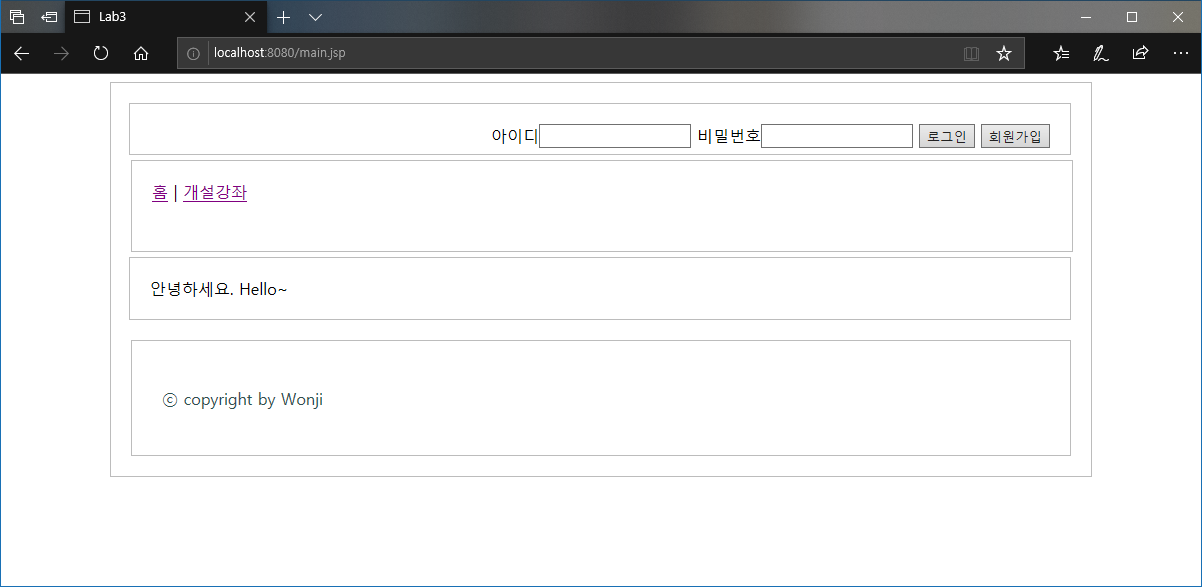 Lab3
localhost:8080/main.jsp
아이디 비밀번호 로그인 회원가입
홈 | 개설강좌
안녕하세요. Hello~
ⓒ copyright by Wonji